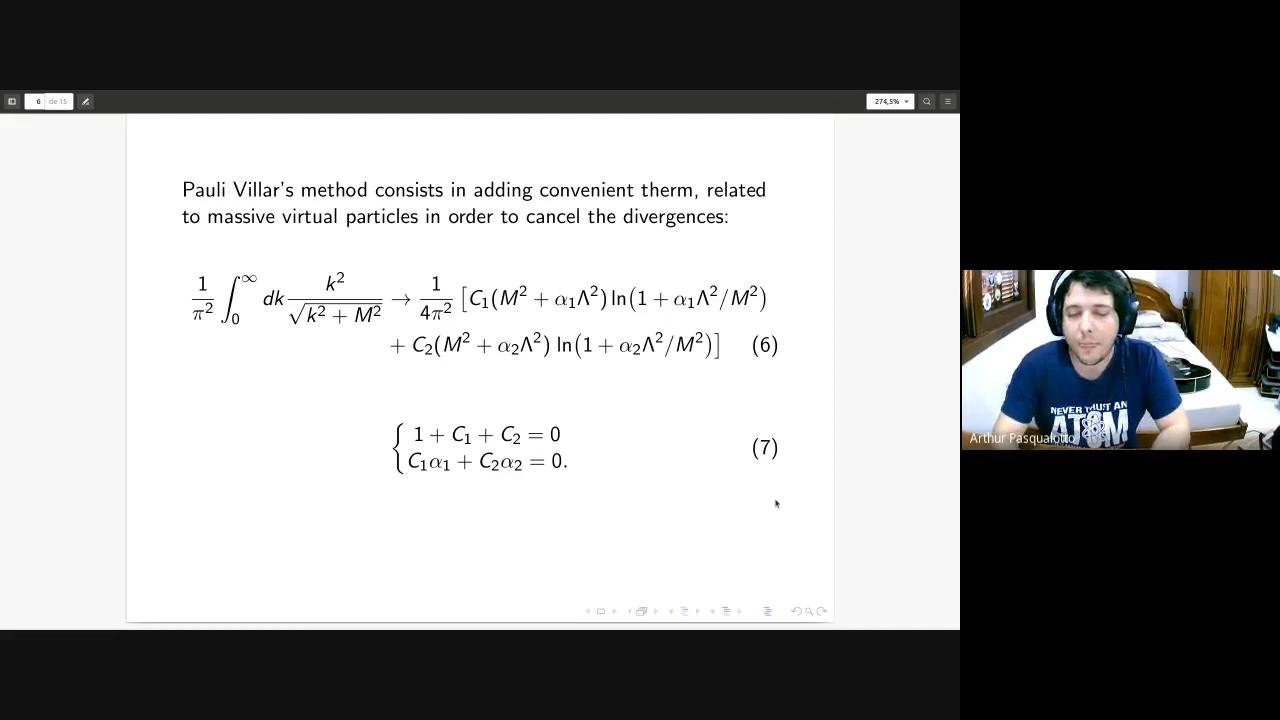 6 de 15
274,5%
Pauli Villar's method consists in adding convenient therm, related
to massive virtual particles in order to cancel the divergences:
1/π² ∫₀^∞ dk k²/√(k² + M²) → 1/4π² [C₁(M² + α₁Λ²) ln(1 + α₁Λ²/M²)
+ C₂(M² + α₂Λ²) ln(1 + α₂Λ²/M²)] (6)
{ 1 + C₁ + C₂ = 0
C₁α₁ + C₂α₂ = 0. (7)
NEVER TRUST AN
ATOM
Arthur Pasqualotto